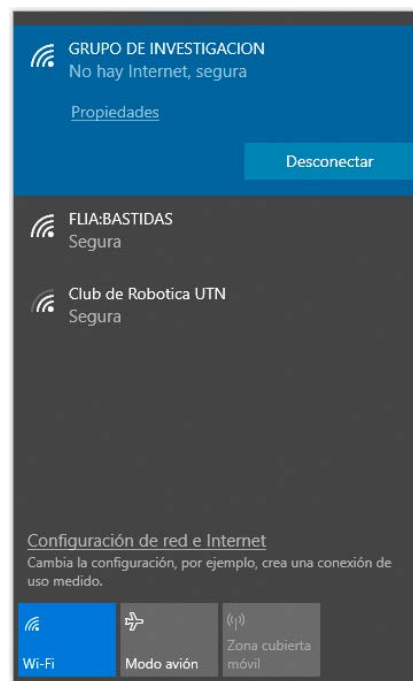 GRUPO DE INVESTIGACION
No hay Internet, segura
Propiedades
Desconectar
FLIA:BASTIDAS
Segura
Club de Robotica UTN
Segura
Configuración de red e Internet
Cambia la configuración, por ejemplo, crea una conexión de
uso medido.
Wi-Fi
Modo avión
Zona cubierta
móvil